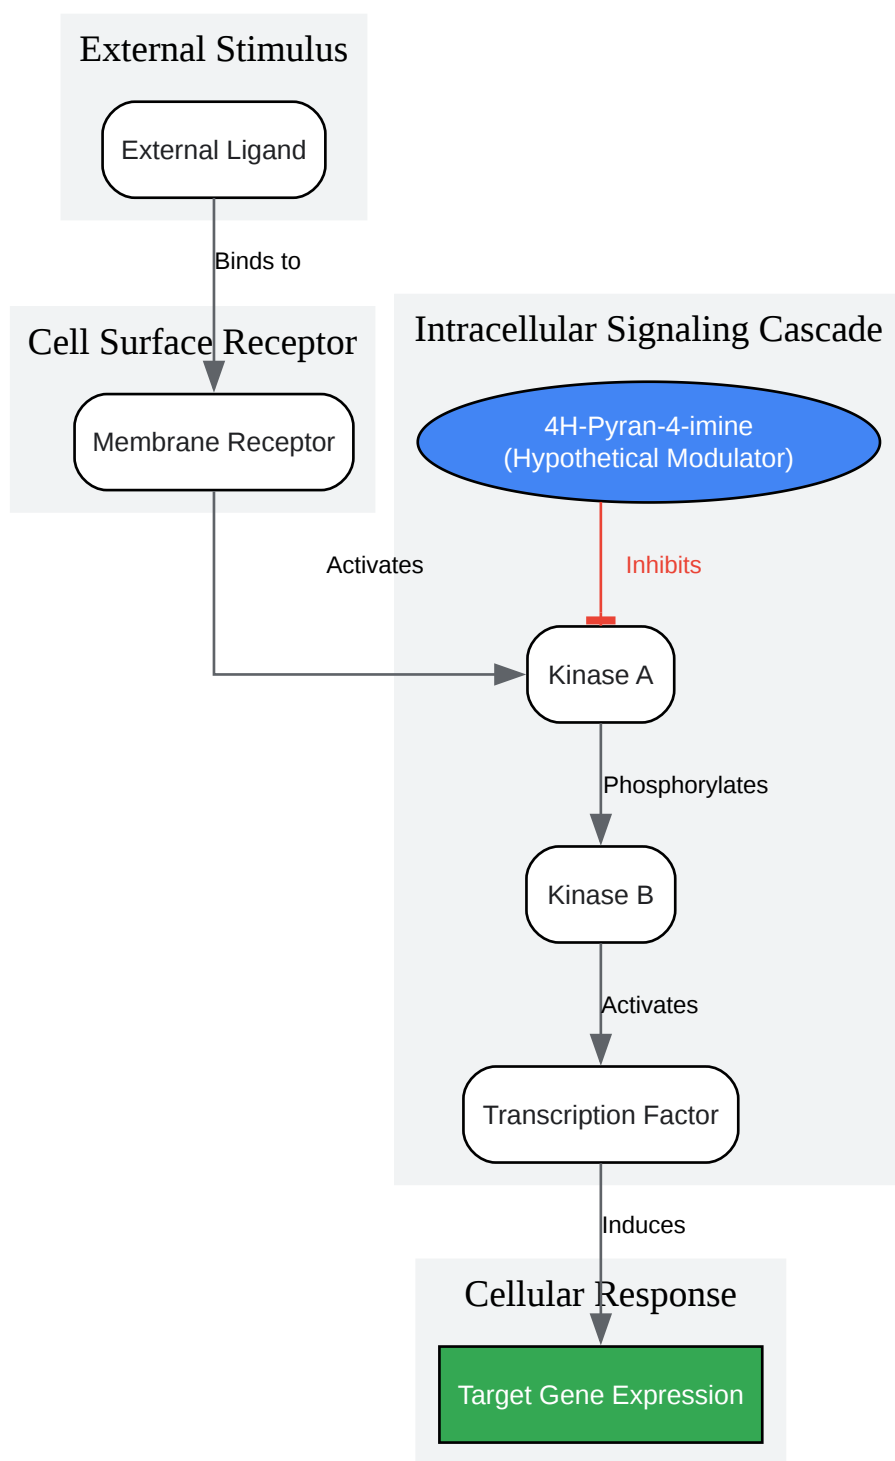 External Stimulus
External Ligand
Binds to
Cell Surface Receptor
Membrane Receptor
Intracellular Signaling Cascade
4H-Pyran-4-imine
(Hypothetical Modulator)
Activates
Inhibits
Kinase A
Phosphorylates
Kinase B
Activates
Transcription Factor
Induces
Cellular Response
Target Gene Expression